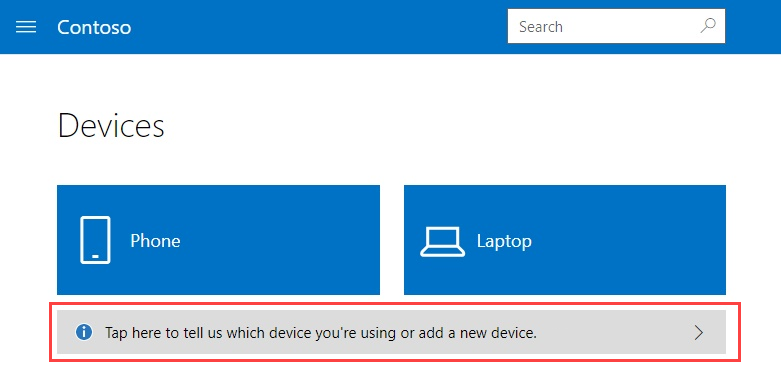 Contoso
Search
Devices
Phone
Laptop
Tap here to tell us which device you're using or add a new device.